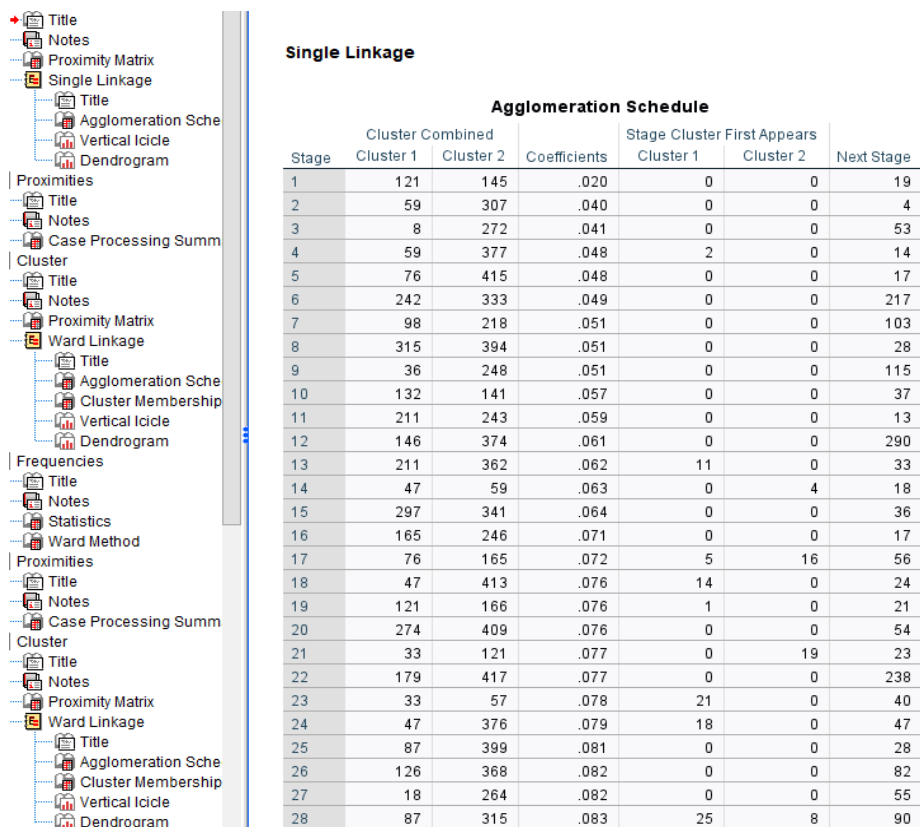 Title
Notes
Proximity Matrix
Single Linkage
Title
Agglomeration Sche
Vertical Icicle
Dendrogram
Proximities
Title
Notes
Case Processing Summ
Cluster
Title
Notes
Proximity Matrix
Ward Linkage
Title
Agglomeration Sche
Cluster Membership
Vertical Icicle
Dendrogram
Frequencies
Title
Notes
Statistics
Ward Method
Proximities
Title
Notes
Case Processing Summ
Cluster
Title
Notes
Proximity Matrix
Ward Linkage
Title
Agglomeration Sche
Cluster Membership
Vertical Icicle
Dendrogram
Single Linkage
Agglomeration Schedule
Cluster Combined Stage Cluster First Appears
Stage Cluster 1 Cluster 2 Coefficients Cluster 1 Cluster 2 Next Stage
1 121 145 .020 0 0 19
2 59 307 .040 0 0 4
3 8 272 .041 0 0 53
4 59 377 .048 2 0 14
5 76 415 .048 0 0 17
6 242 333 .049 0 0 217
7 98 218 .051 0 0 103
8 315 394 .051 0 0 28
9 36 248 .051 0 0 115
10 132 141 .057 0 0 37
11 211 243 .059 0 0 13
12 146 374 .061 0 0 290
13 211 362 .062 11 0 33
14 47 59 .063 0 4 18
15 297 341 .064 0 0 36
16 165 246 .071 0 0 17
17 76 165 .072 5 16 56
18 47 413 .076 14 0 24
19 121 166 .076 1 0 21
20 274 409 .076 0 0 54
21 33 121 .077 0 19 23
22 179 417 .077 0 0 238
23 33 57 .078 21 0 40
24 47 376 .079 18 0 47
25 87 399 .081 0 0 28
26 126 368 .082 0 0 82
27 18 264 .082 0 0 55
28 87 315 .083 25 8 90